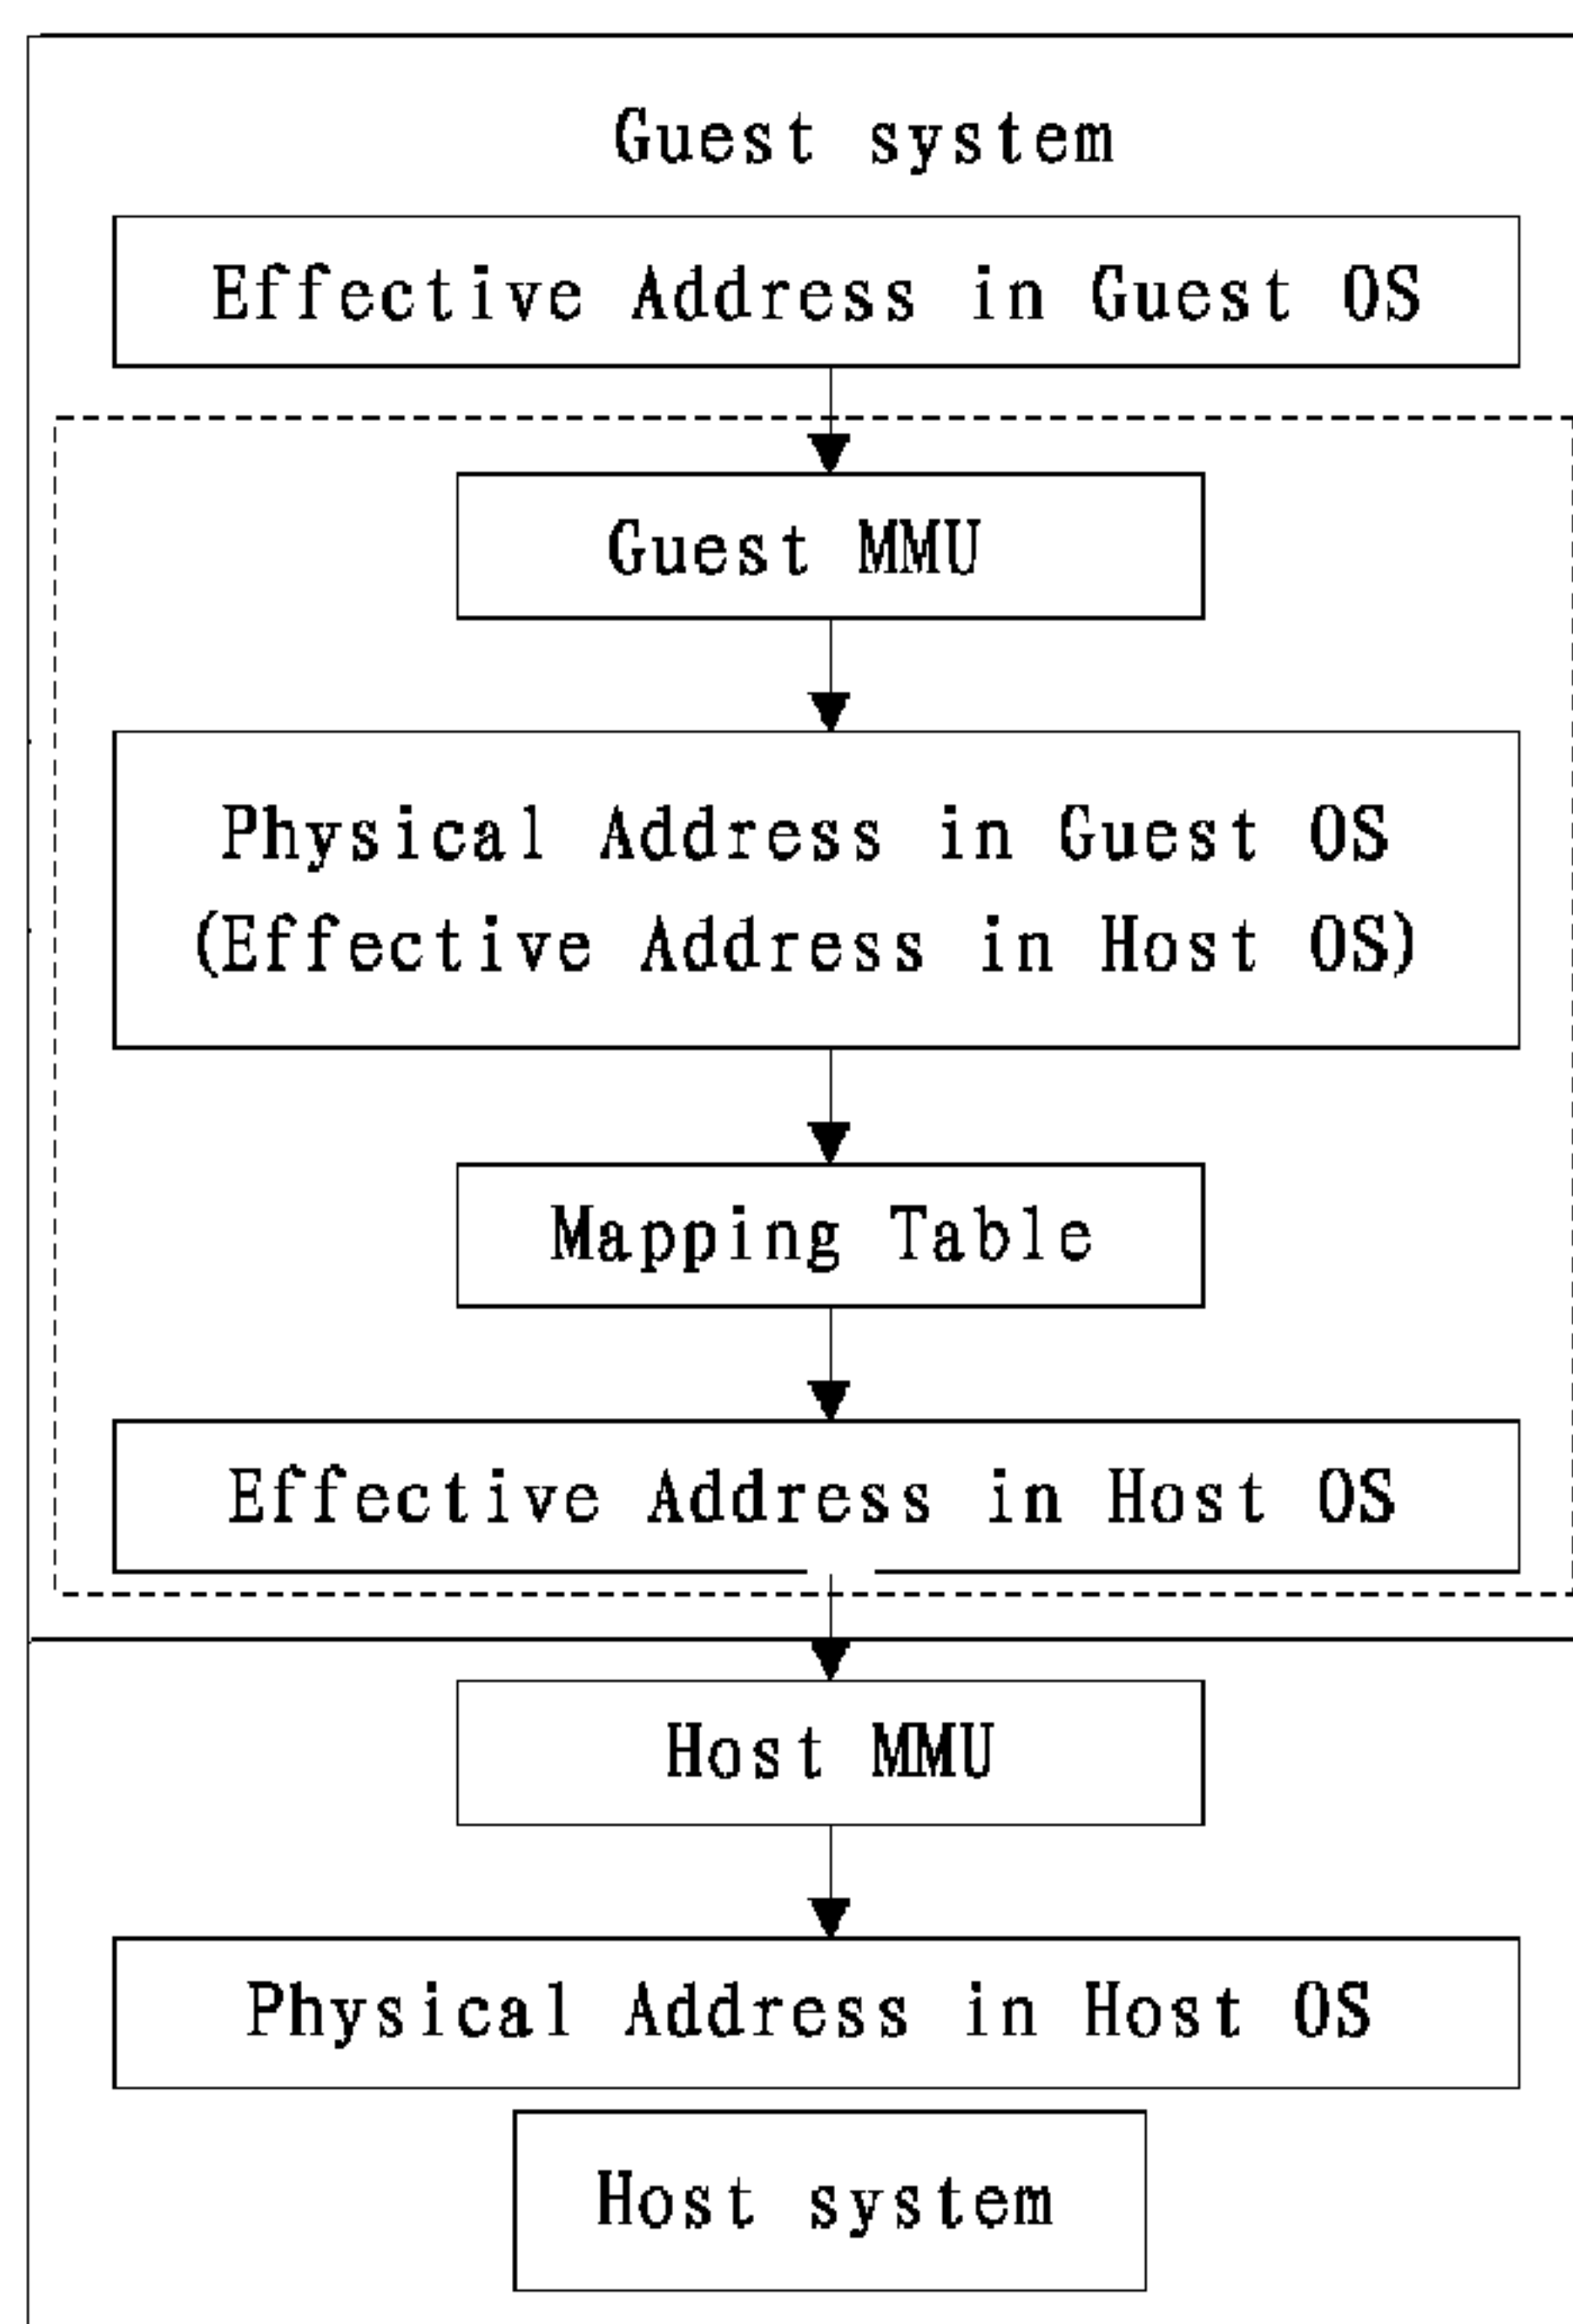 Guest system
Effective Address in Guest OS
Guest MMU
Physical Address in Guest OS
(Effective Address in Host OS)
Mapping Table
Effective Address in Host OS
Host MMU
Physical Address in Host OS
Host system